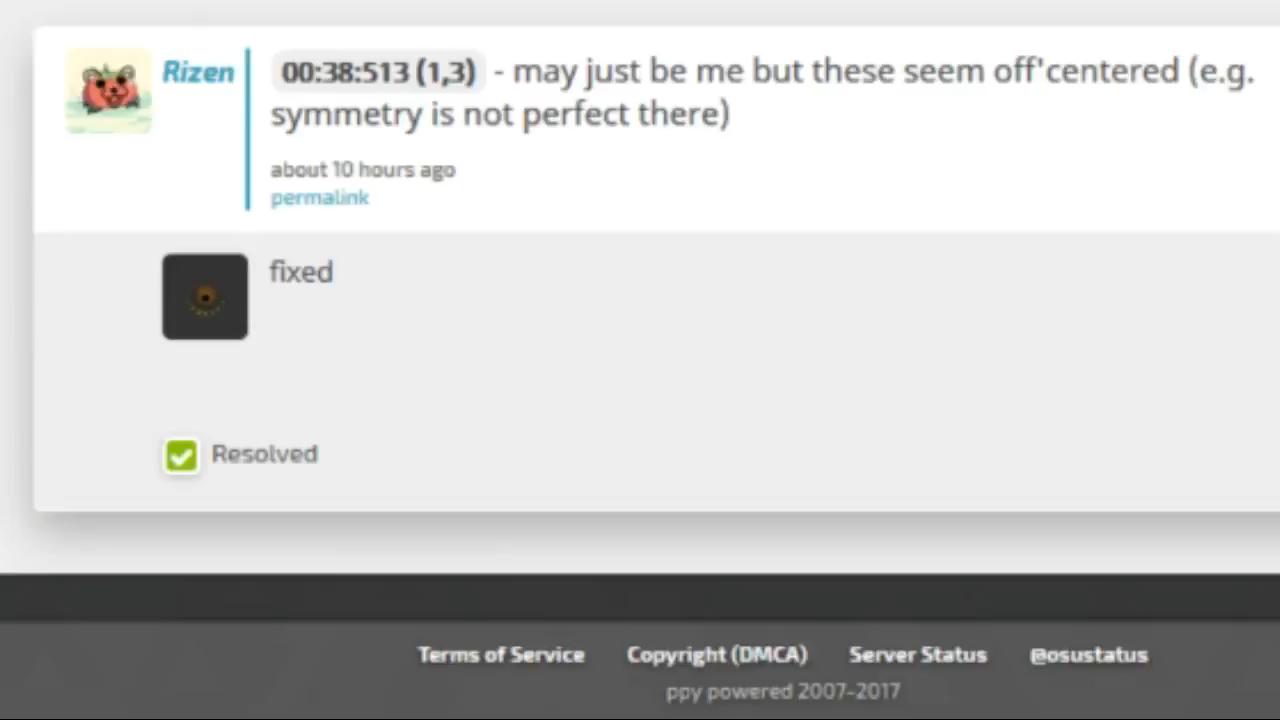 Rizen
00:38:513 (1,3) - may just be me but these seem off'centered (e.g.
symmetry is not perfect there)
about 10 hours ago
permalink
fixed
Resolved
Terms of Service Copyright (DMCA) Server Status @osustatus
ppy powered 2007-2017